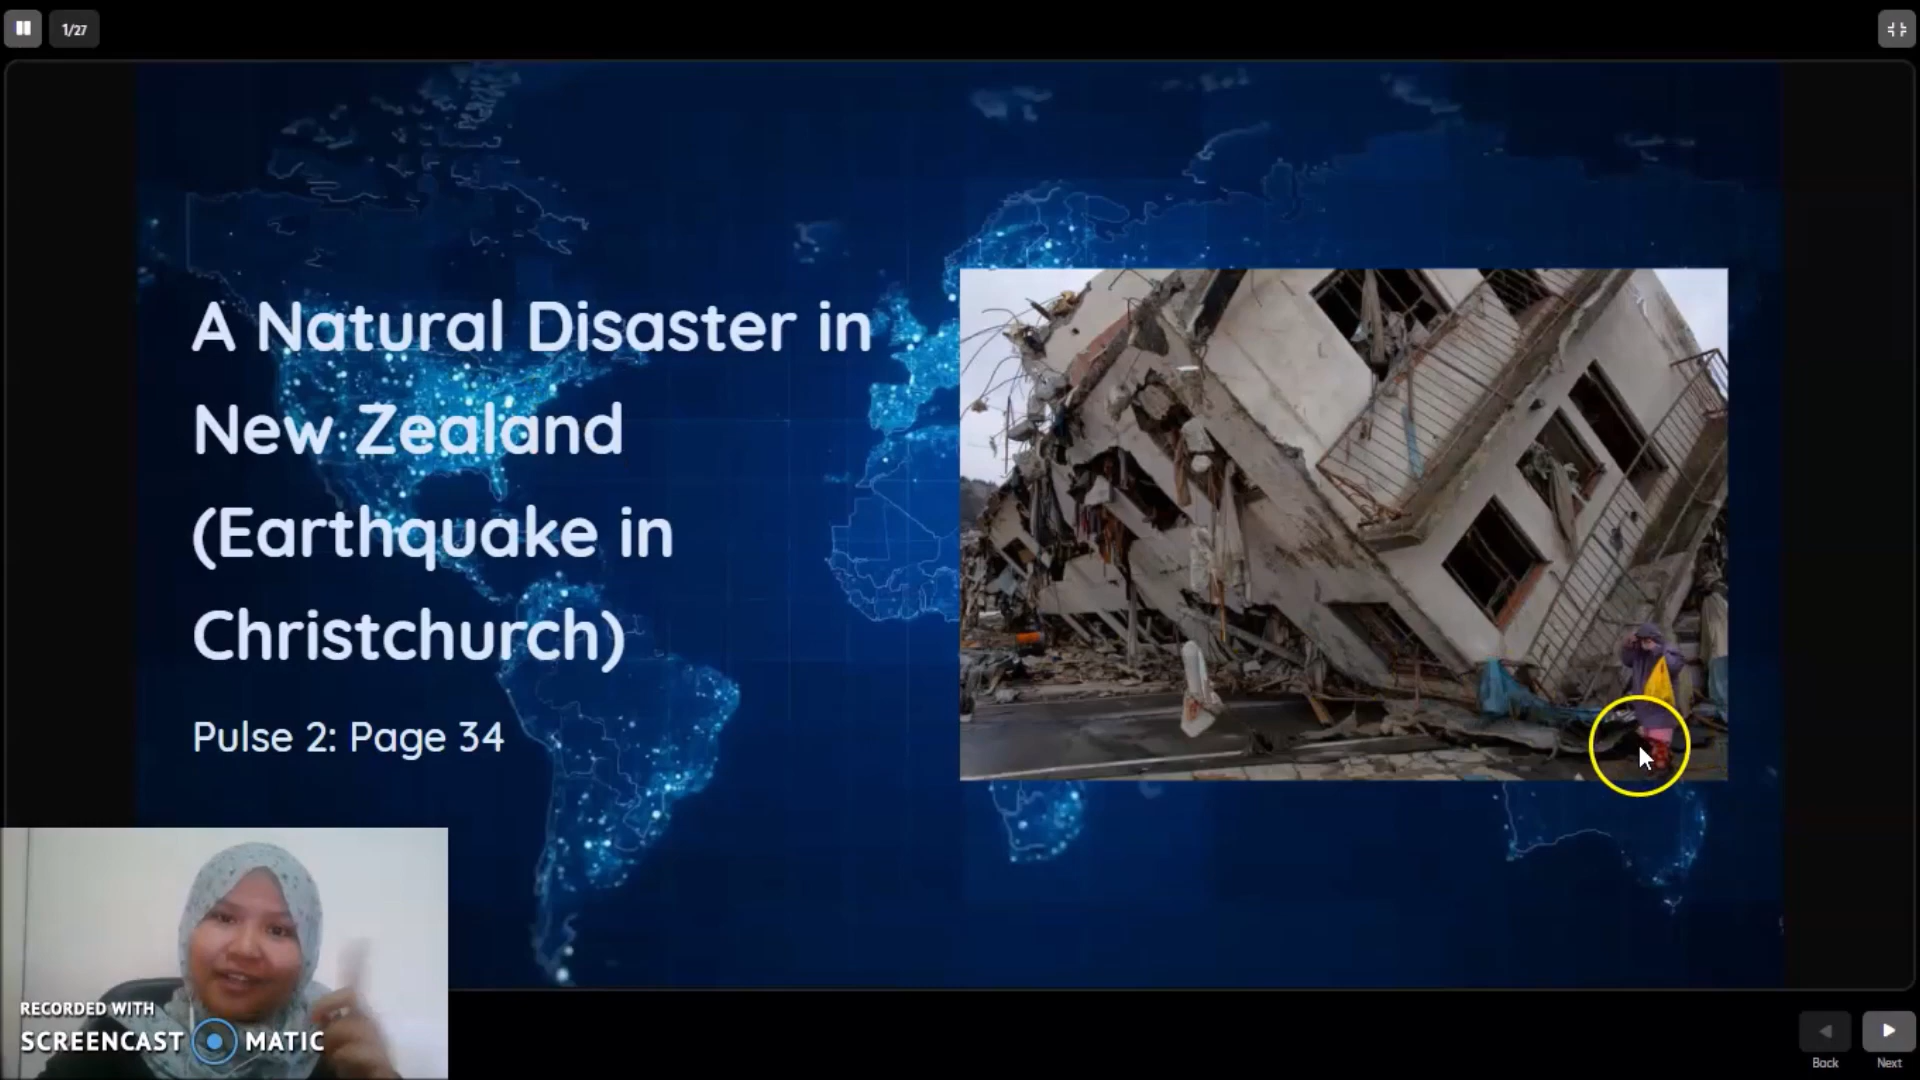 1/27
A Natural Disaster in
New Zealand
(Earthquake in
Christchurch)
Pulse 2: Page 34
RECORDED WITH
SCREENCAST MATIC
Back
Next